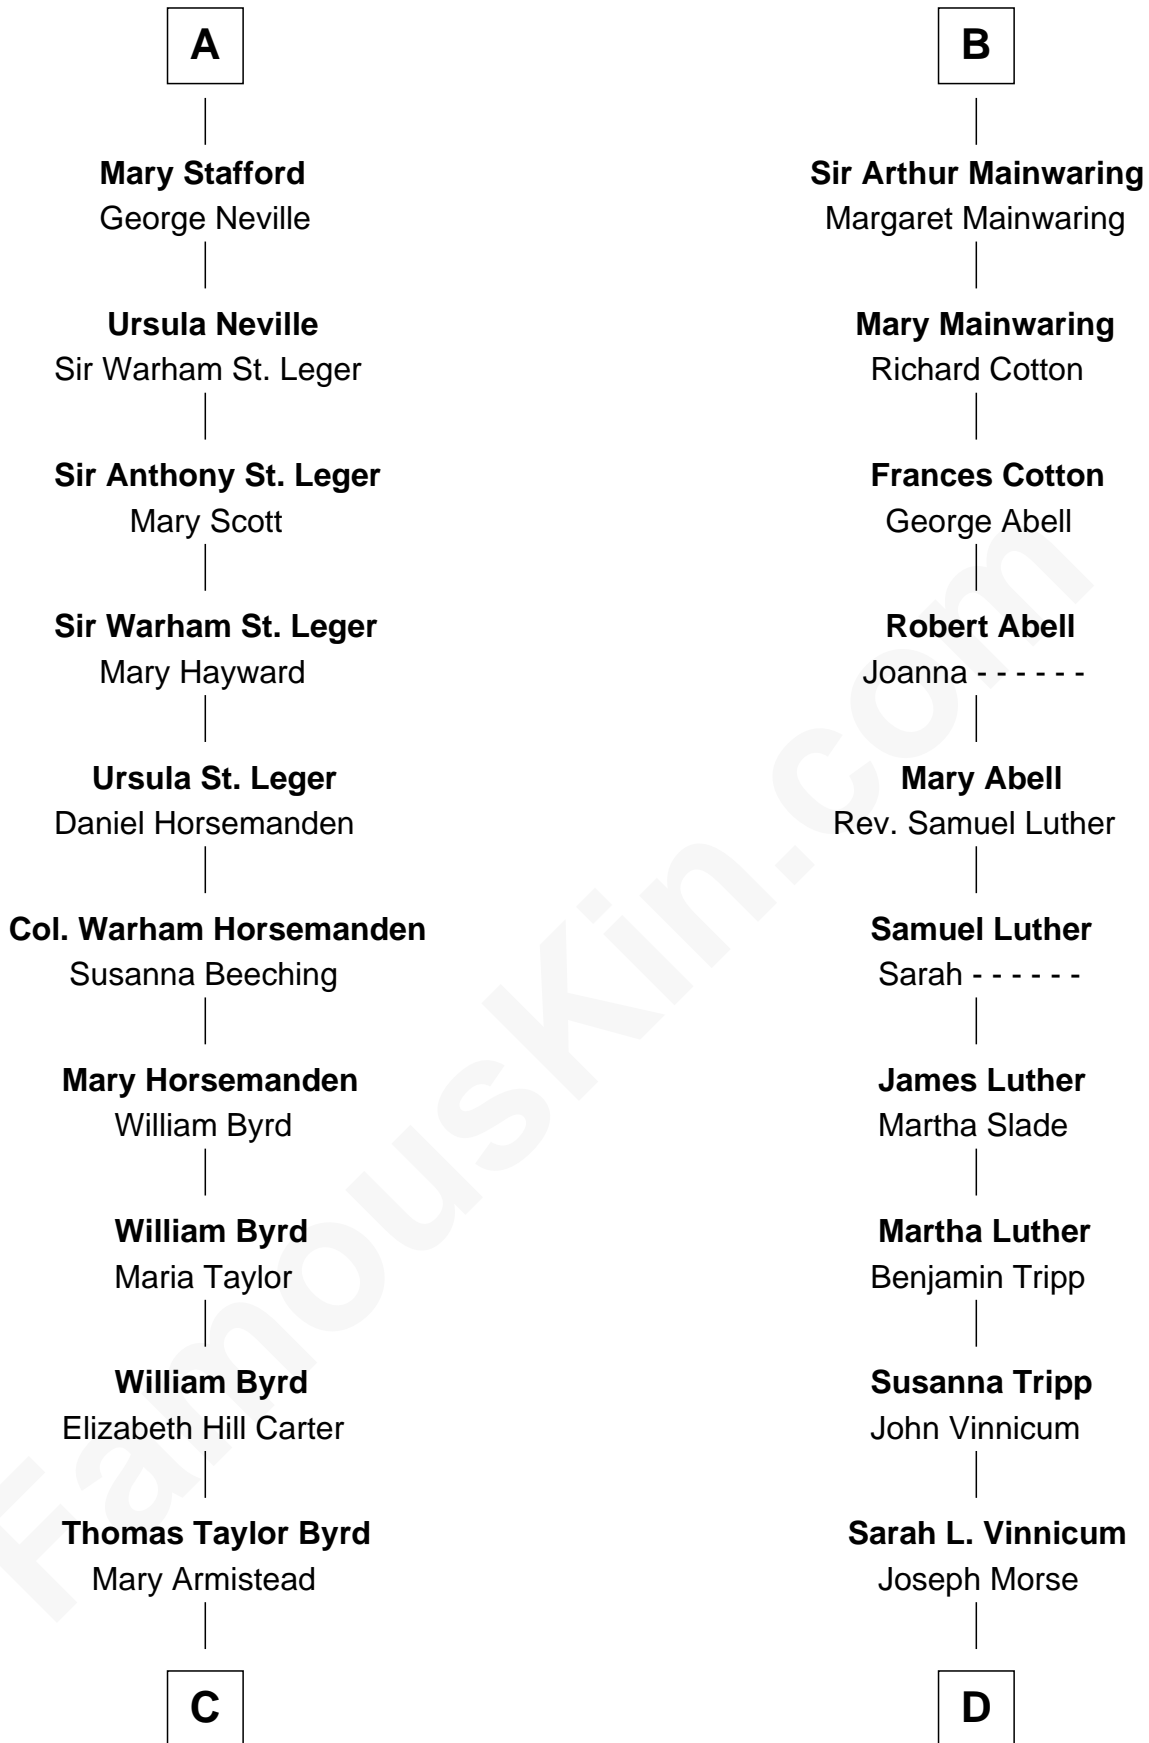 A
Mary Stafford
George Neville
Ursula Neville
Sir Warham St. Leger
Sir Anthony St. Leger
Mary Scott
Sir Warham St. Leger
Mary Hayward
Ursula St. Leger
Daniel Horsemanden
Col. Warham Horsemanden
Susanna Beeching
Mary Horsemanden
William Byrd
William Byrd
Maria Taylor
William Byrd
Elizabeth Hill Carter
Thomas Taylor Byrd
Mary Armistead
C
B
Sir Arthur Mainwaring
Margaret Mainwaring
Mary Mainwaring
Richard Cotton
Frances Cotton
George Abell
Robert Abell
Joanna - - - - - -
Mary Abell
Rev. Samuel Luther
Samuel Luther
Sarah - - - - - -
James Luther
Martha Slade
Martha Luther
Benjamin Tripp
Susanna Tripp
John Vinnicum
Sarah L. Vinnicum
Joseph Morse
D
FamousKin.com